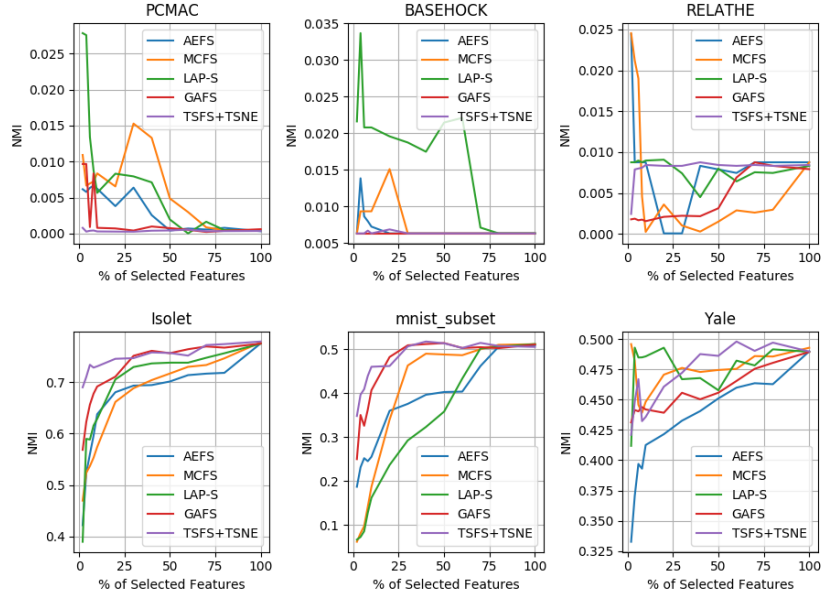 PCMAC
NMI
0.025
0.020
0.015
0.010
0.005
0.000
AEFS
MCFS
LAP-S
GAFS
TSFS+TSNE
0 25 50 75 100
% of Selected Features
BASEHOCK
NMI
0.035
0.030
0.025
0.020
0.015
0.010
0.005
AEFS
MCFS
LAP-S
GAFS
TSFS+TSNE
0 25 50 75 100
% of Selected Features
RELATHE
NMI
0.025
0.020
0.015
0.010
0.005
0.000
AEFS
MCFS
LAP-S
GAFS
TSFS+TSNE
0 25 50 75 100
% of Selected Features
Isolet
NMI
0.7
0.6
0.5
0.4
AEFS
MCFS
LAP-S
GAFS
TSFS+TSNE
0 25 50 75 100
% of Selected Features
mnist_subset
NMI
0.5
0.4
0.3
0.2
0.1
AEFS
MCFS
LAP-S
GAFS
TSFS+TSNE
0 25 50 75 100
% of Selected Features
Yale
NMI
0.500
0.475
0.450
0.425
0.400
0.375
0.350
0.325
AEFS
MCFS
LAP-S
GAFS
TSFS+TSNE
0 25 50 75 100
% of Selected Features